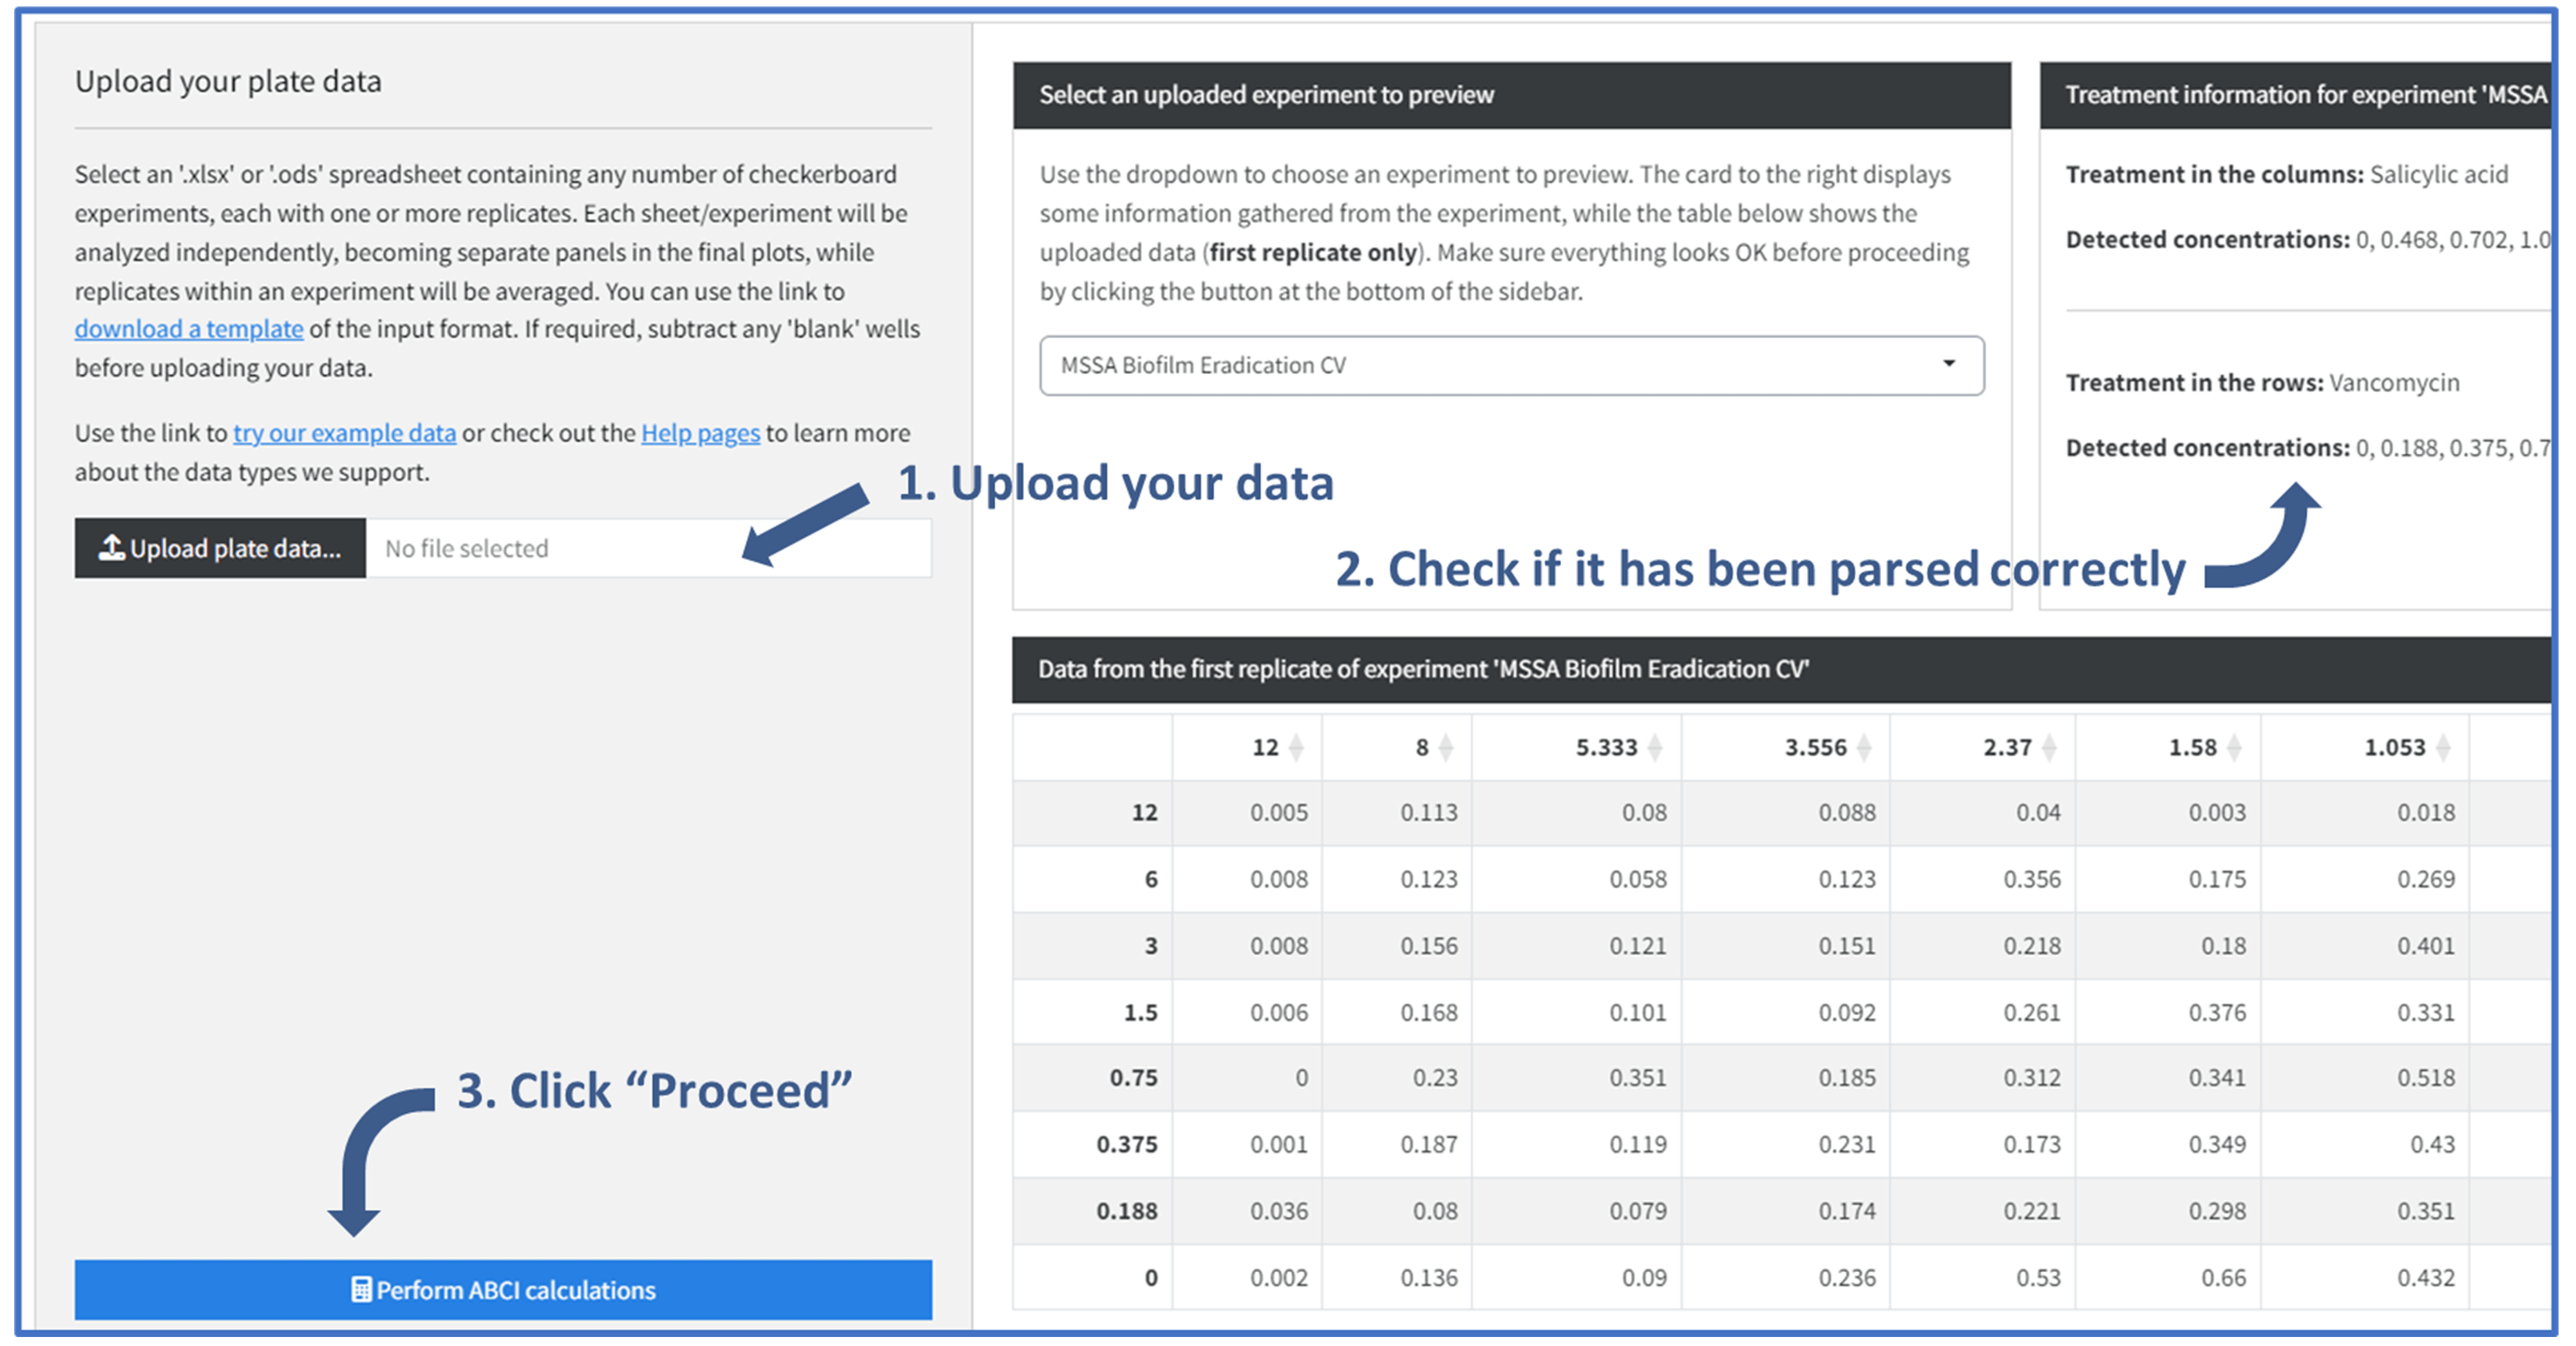 Upload your plate data
Select an '.xlsx' or '.ods' spreadsheet containing any number of checkerboard
experiments, each with one or more replicates. Each sheet/experiment will be
analyzed independently, becoming separate panels in the final plots, while
replicates within an experiment will be averaged. You can use the link to
download a template of the input format. If required, subtract any 'blank' wells
before uploading your data.
Use the link to try our example data or check out the Help pages to learn more
about the data types we support.
1. Upload your data
Upload plate data...
No file selected
3. Click “Proceed”
Perform ABCI calculations
Select an uploaded experiment to preview
Use the dropdown to choose an experiment to preview. The card to the right displays
some information gathered from the experiment, while the table below shows the
uploaded data (first replicate only). Make sure everything looks OK before proceeding
by clicking the button at the bottom of the sidebar.
MSSA Biofilm Eradication CV
Treatment information for experiment 'MSSA
Treatment in the columns: Salicylic acid
Detected concentrations: 0, 0.468, 0.702, 1.0
Treatment in the rows: Vancomycin
Detected concentrations: 0, 0.188, 0.375, 0.7
2. Check if it has been parsed correctly
Data from the first replicate of experiment 'MSSA Biofilm Eradication CV'
12 8 5.333 3.556 2.37 1.58 1.053
12 0.005 0.113 0.08 0.088 0.04 0.003 0.018
6 0.008 0.123 0.058 0.123 0.356 0.175 0.269
3 0.008 0.156 0.121 0.151 0.218 0.18 0.401
1.5 0.006 0.168 0.101 0.092 0.261 0.376 0.331
0.75 0 0.23 0.351 0.185 0.312 0.341 0.518
0.375 0.001 0.187 0.119 0.231 0.173 0.349 0.43
0.188 0.036 0.08 0.079 0.174 0.221 0.298 0.351
0 0.002 0.136 0.09 0.236 0.53 0.66 0.432